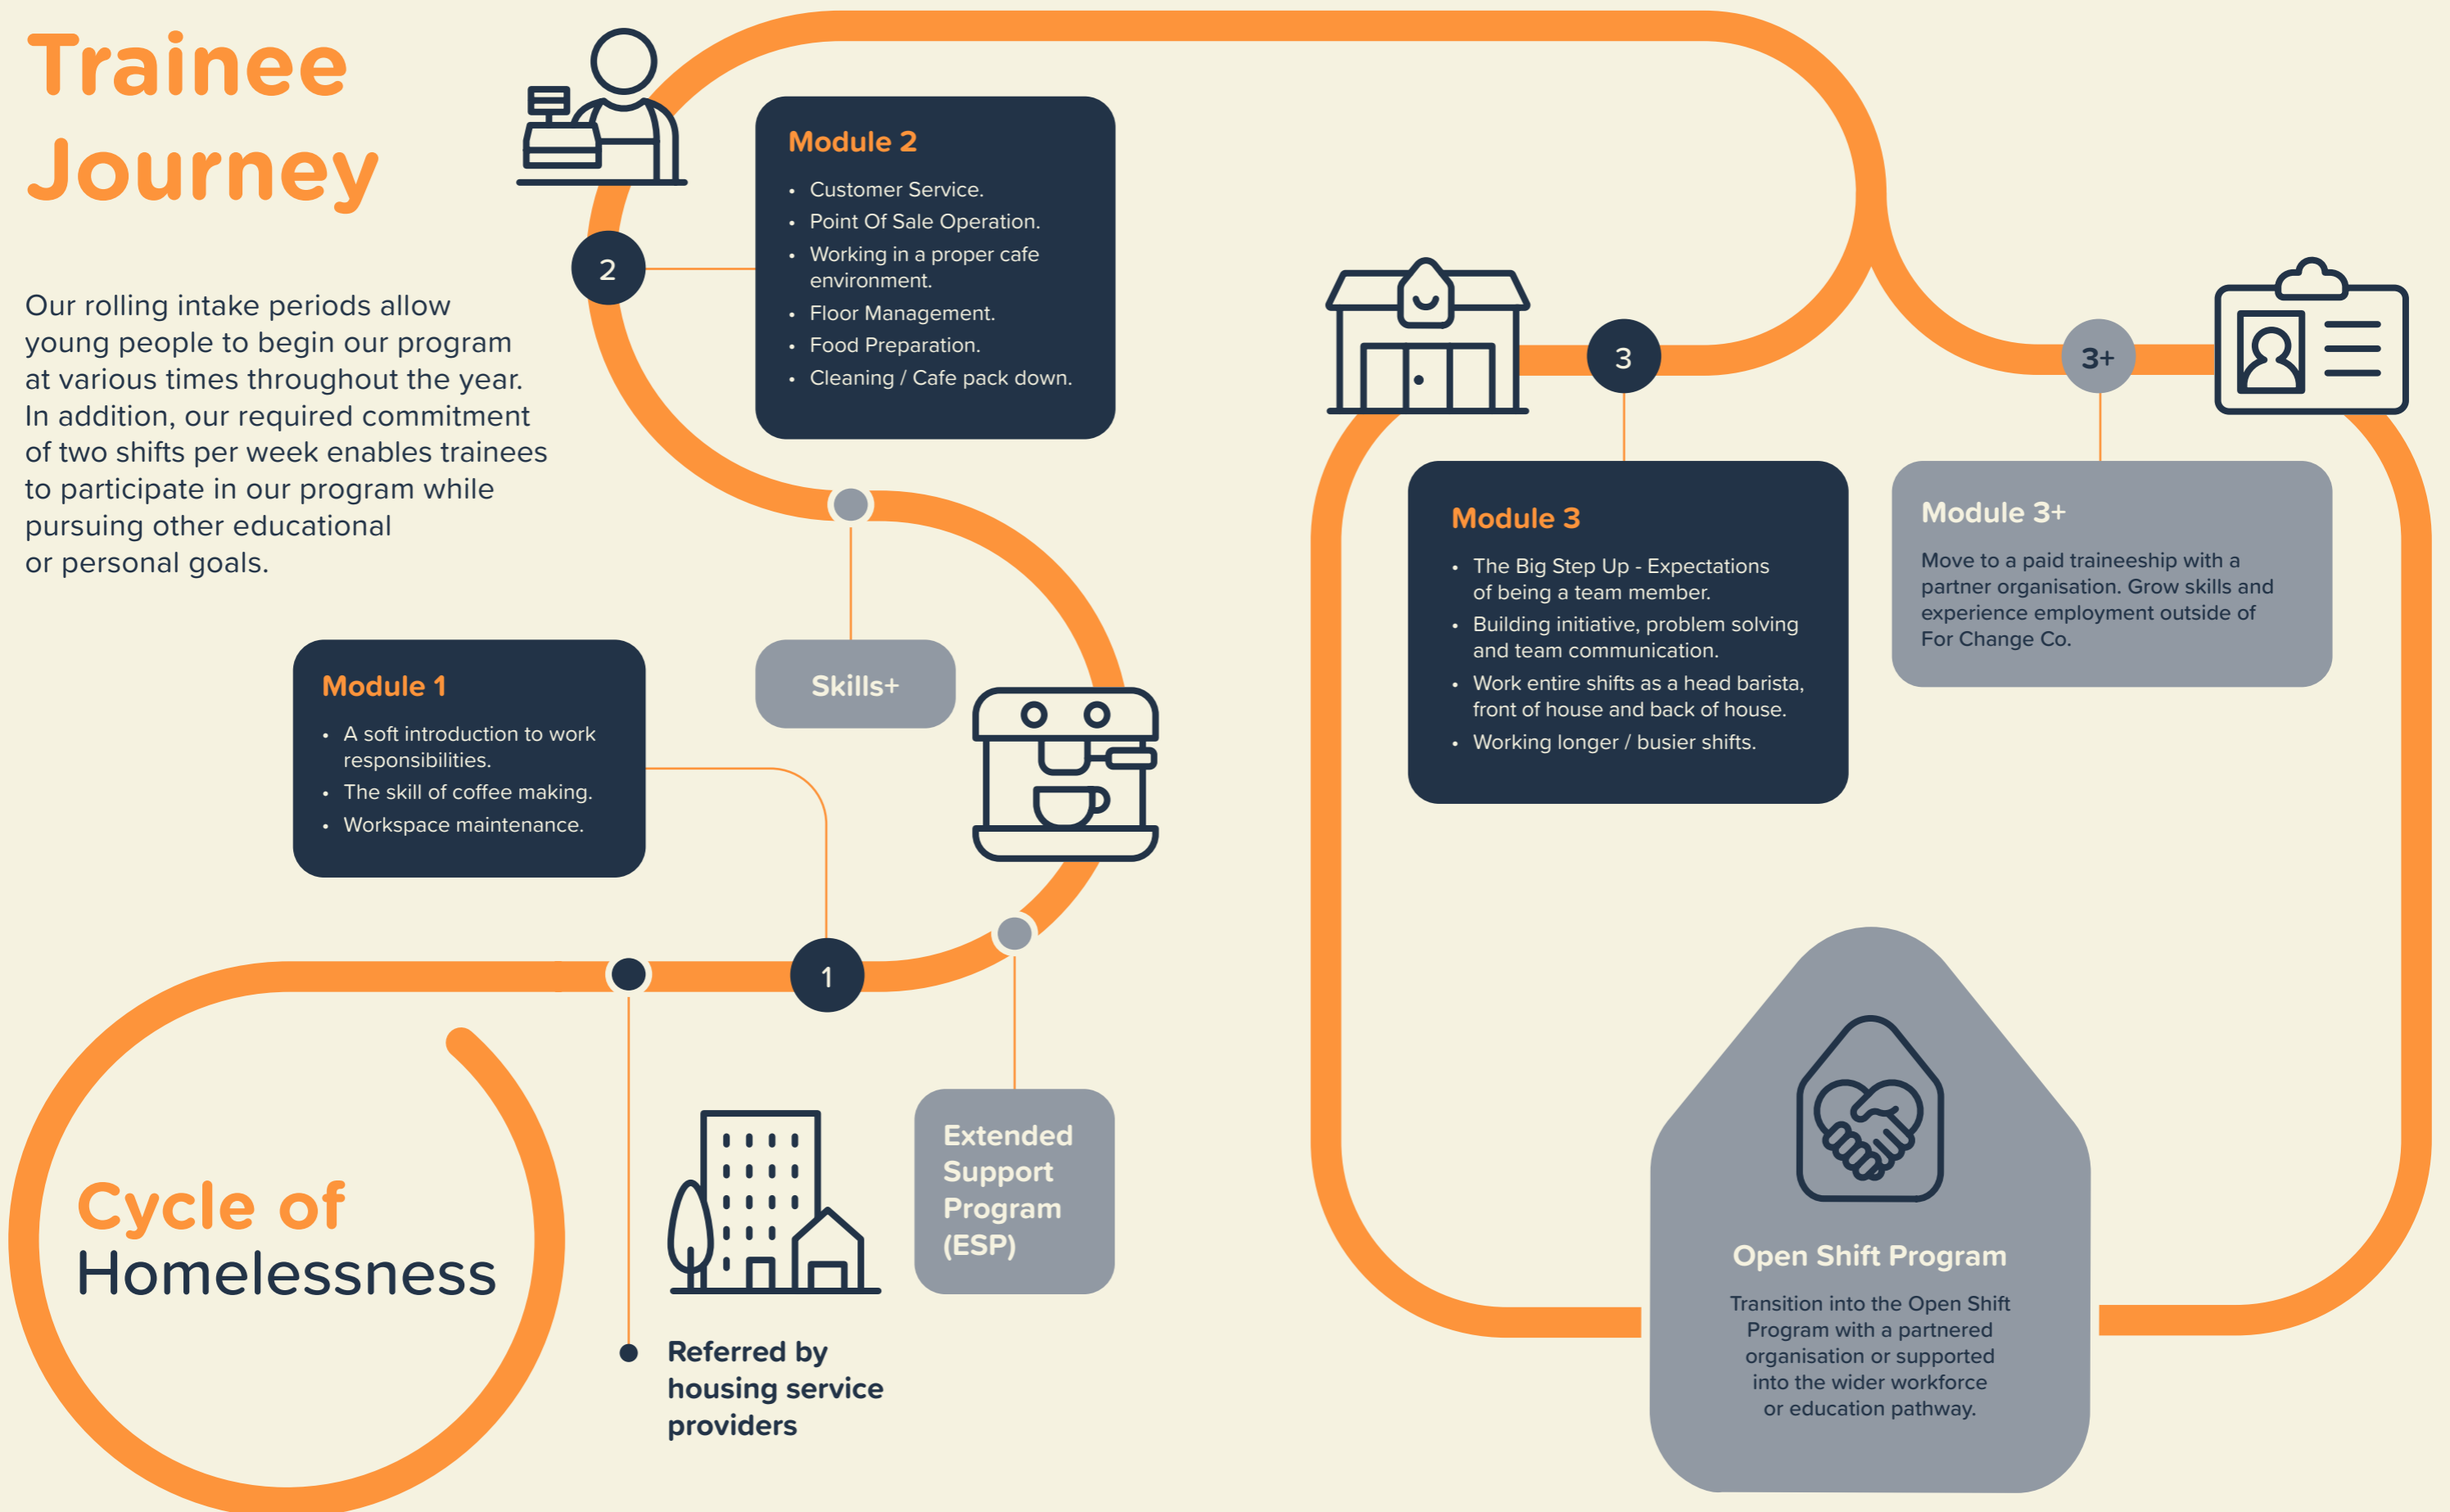 Trainee
Journey
Our rolling intake periods allow
young people to begin our program
at various times throughout the year.
In addition, our required commitment
of two shifts per week enables trainees
to participate in our program while
pursuing other educational
or personal goals.
2
Module 2
• Customer Service.
• Point Of Sale Operation.
• Working in a proper cafe
environment.
• Floor Management.
• Food Preparation.
• Cleaning / Cafe pack down.
Skills+
Module 1
• A soft introduction to work
responsibilities.
• The skill of coffee making.
• Workspace maintenance.
1
Cycle of
Homelessness
Referred by
housing service
providers
Extended
Support
Program
(ESP)
3
Module 3
• The Big Step Up - Expectations
of being a team member.
• Building initiative, problem solving
and team communication.
• Work entire shifts as a head barista,
front of house and back of house.
• Working longer / busier shifts.
3+
Module 3+
Move to a paid traineeship with a
partner organisation. Grow skills and
experience employment outside of
For Change Co.
Open Shift Program
Transition into the Open Shift
Program with a partnered
organisation or supported
into the wider workforce
or education pathway.